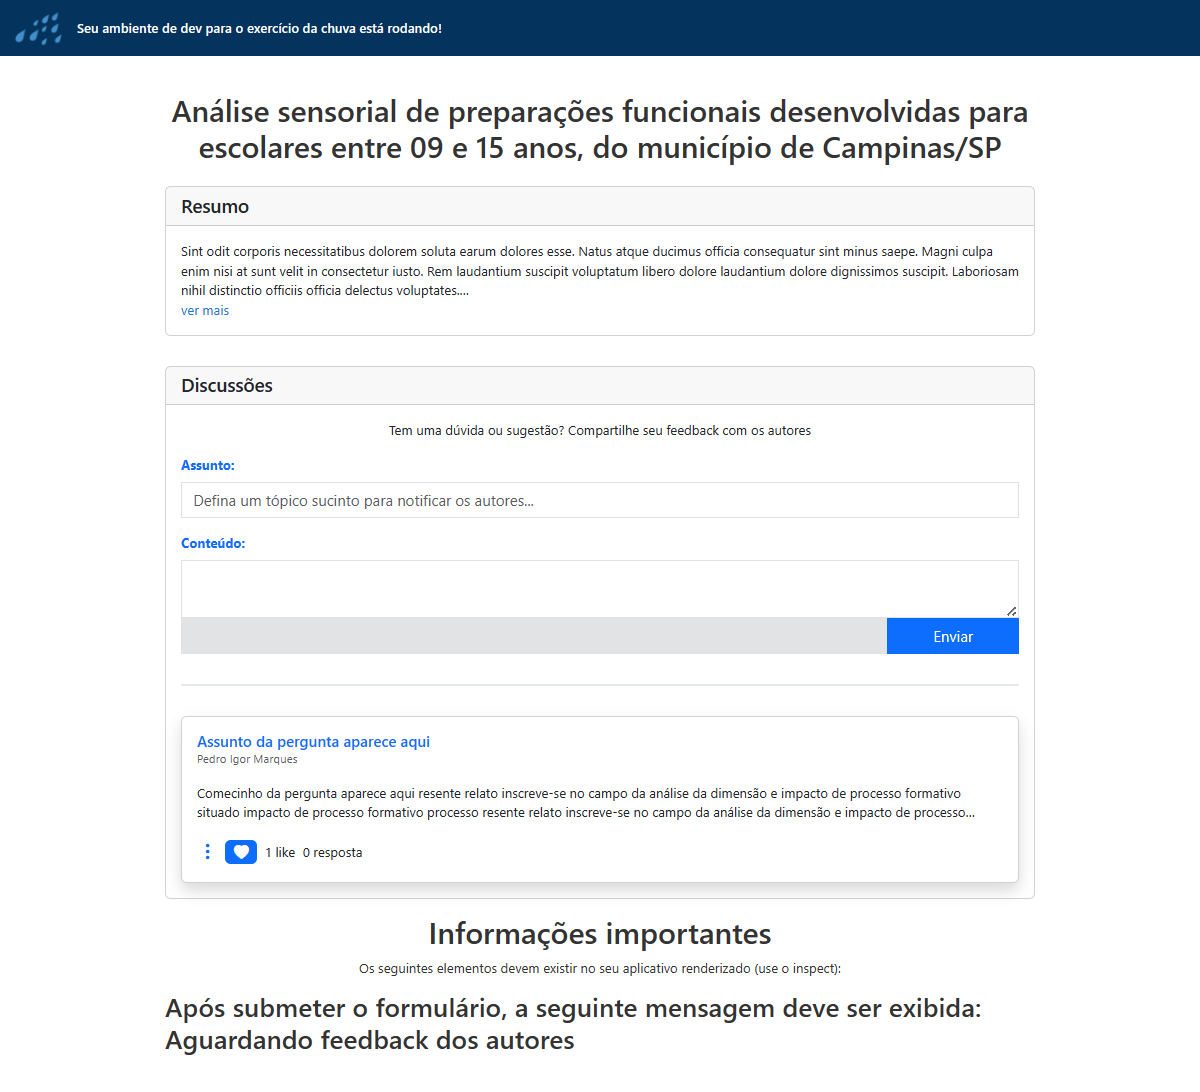 Seu ambiente de dev para o exercício da chuva está rodando!
Análise sensorial de preparações funcionais desenvolvidas para
escolares entre 09 e 15 anos, do município de Campinas/SP
Resumo
Sint odit corporis necessitatibus dolorem soluta earum dolores esse. Natus atque ducimus officia consequatur sint minus saepe. Magni culpa
enim nisi at sunt velit in consectetur iusto. Rem laudantium suscipit voluptatum libero dolore laudantium dolore dignissimos suscipit. Laboriosam
nihil distinctio officiis officia delectus voluptates....
ver mais
Discussões
Tem uma dúvida ou sugestão? Compartilhe seu feedback com os autores
Assunto:
Defina um tópico sucinto para notificar os autores...
Conteúdo:
Enviar
Assunto da pergunta aparece aqui
Pedro Igor Marques
Comecinho da pergunta aparece aqui resente relato inscreve-se no campo da análise da dimensão e impacto de processo formativo
situado impacto de processo formativo processo resente relato inscreve-se no campo da análise da dimensão e impacto de processo...
1 like 0 resposta
Informações importantes
Os seguintes elementos devem existir no seu aplicativo renderizado (use o inspect):
Após submeter o formulário, a seguinte mensagem deve ser exibida:
Aguardando feedback dos autores